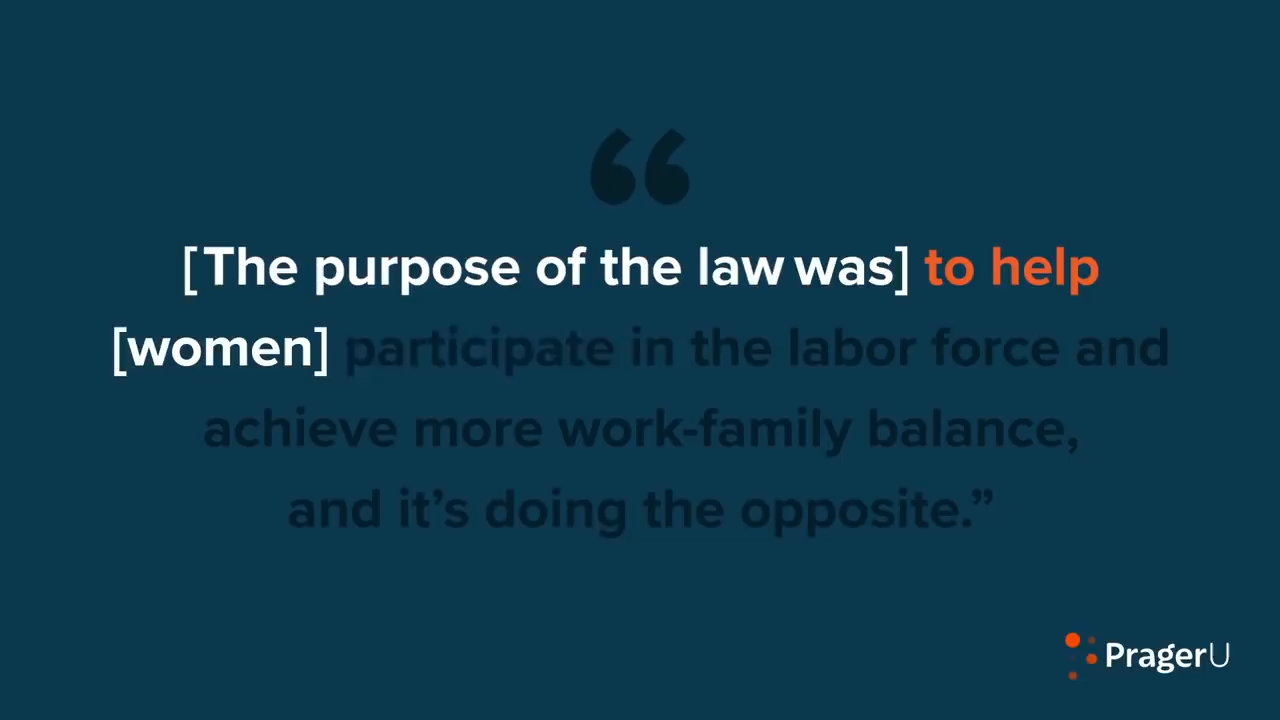 “
[The purpose of the law was] to help
[women] participate in the labor force and
achieve more work-family balance,
and it’s doing the opposite.”
PragerU